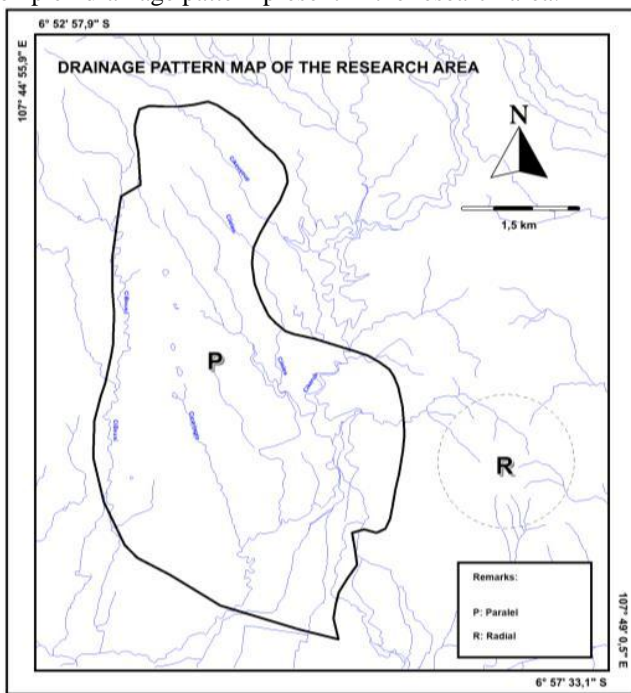 6° 52' 57,9" S
107° 44' 55,9" E
DRAINAGE PATTERN MAP OF THE RESEARCH AREA
N
1,5 km
P
R
Remarks:
P: Paralel
R: Radial
107° 49' 0,5" E
6° 57' 33,1" S